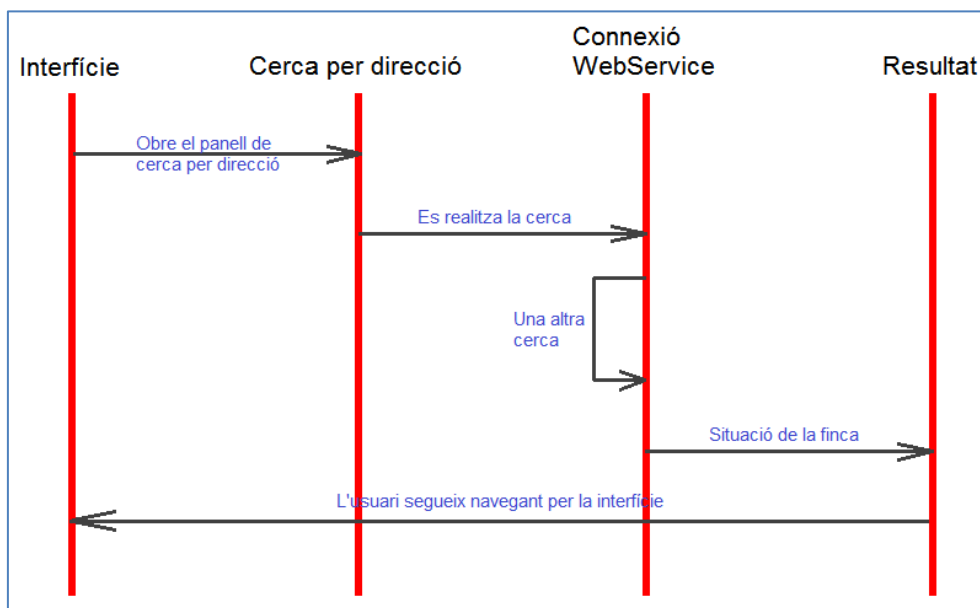 Interfície
Cerca per direcció
Connexió
WebService
Resultat
Obre el panell de
cerca per direcció
Es realitza la cerca
Una altra
cerca
Situació de la finca
L'usuari segueix navegant per la interfície